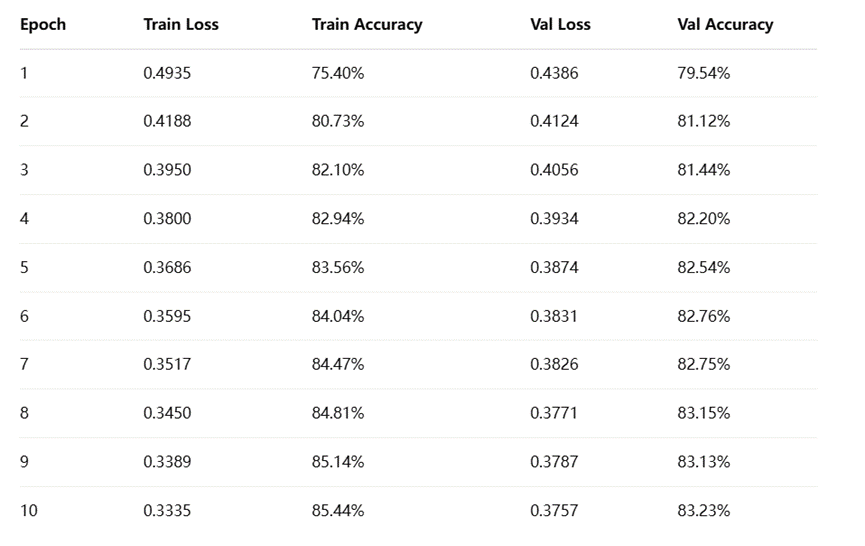 Epoch Train Loss Train Accuracy Val Loss Val Accuracy
1 0.4935 75.40% 0.4386 79.54%
2 0.4188 80.73% 0.4124 81.12%
3 0.3950 82.10% 0.4056 81.44%
4 0.3800 82.94% 0.3934 82.20%
5 0.3686 83.56% 0.3874 82.54%
6 0.3595 84.04% 0.3831 82.76%
7 0.3517 84.47% 0.3826 82.75%
8 0.3450 84.81% 0.3771 83.15%
9 0.3389 85.14% 0.3787 83.13%
10 0.3335 85.44% 0.3757 83.23%